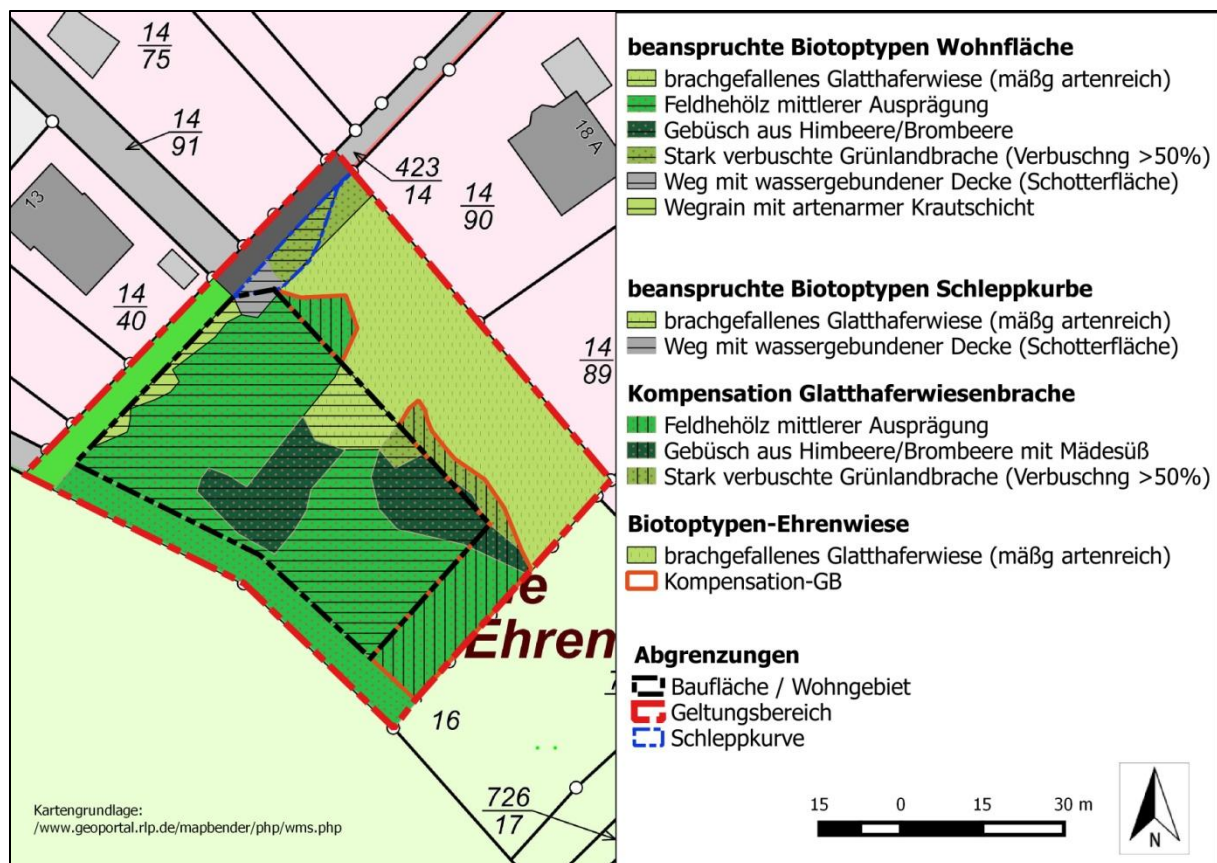 14
75
14
91
13
14
40
423
14
14
90
18 A
14
89
Ehren
16
726
17
Kartengrundlage:
/www.geoportal.rlp.de/mapbender/php/wms.php
beanspruchte Biotoptypen Wohnfläche
brachgefallenes Glatthaferwiese (mäßg artenreich)
Feldhehölz mittlerer Ausprägung
Gebüsch aus Himbeere/Brombeere
Stark verbuschte Grünlandbrache (Verbuschng >50%)
Weg mit wassergebundener Decke (Schotterfläche)
Wegrain mit artenarmer Krautschicht
beanspruchte Biotoptypen Schleppkurbe
brachgefallenes Glatthaferwiese (mäßg artenreich)
Weg mit wassergebundener Decke (Schotterfläche)
Kompensation Glatthaferwiesenbrache
Feldhehölz mittlerer Ausprägung
Gebüsch aus Himbeere/Brombeere mit Mädesüß
Stark verbuschte Grünlandbrache (Verbuschng >50%)
Biotoptypen-Ehrenwiese
brachgefallenes Glatthaferwiese (mäßg artenreich)
Kompensation-GB
Abgrenzungen
Baufläche / Wohngebiet
Geltungsbereich
Schleppkurve
15 0 15 30 m
N